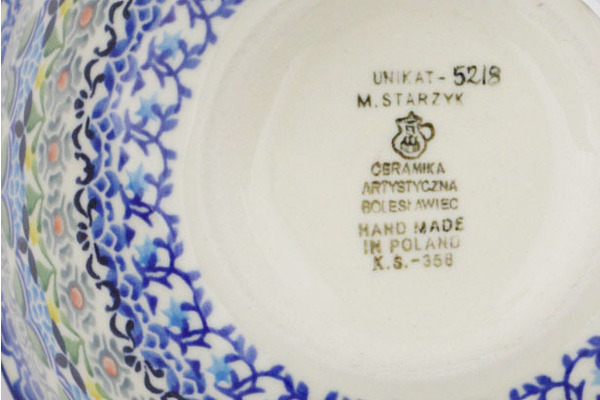 UNIKAT - 5218
M. STARZYK
CERAMIKA
ARTYSTYCZNA
BOLESŁAWIEC
HAND MADE
IN POLAND
K.S.-358